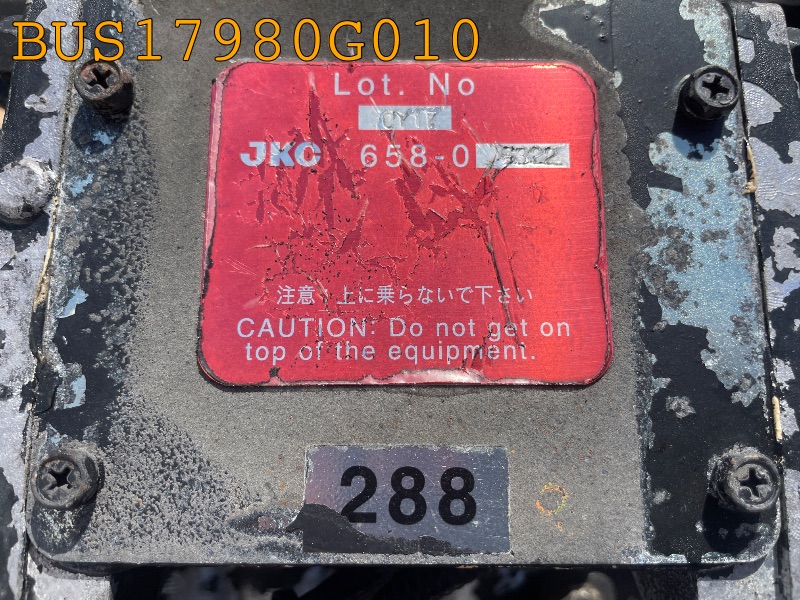 BUS17980G010
Lot. No
JKC 658-0
注意:上に乗らないで下さい
CAUTION: Do not get on
top of the equipment.
288